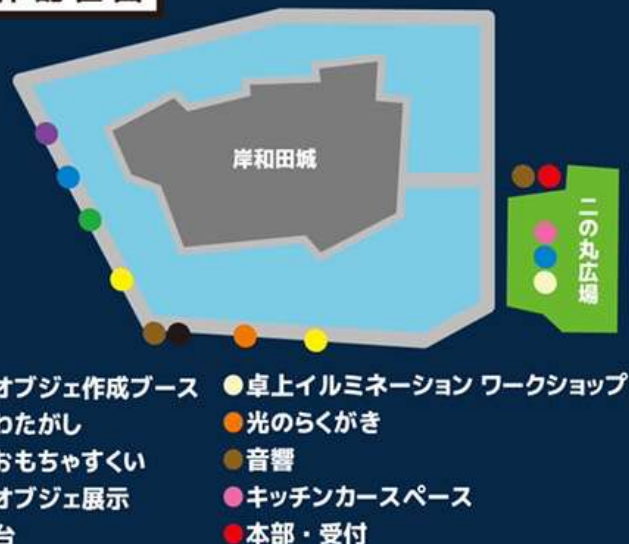 岸和田城
二の丸広場
オブジェ作成ブース
わたがし
おもちゃすくい
オブジェ展示
台
卓上イルミネーション ワークショップ
光のらくがき
音響
キッチンカースペース
本部・受付